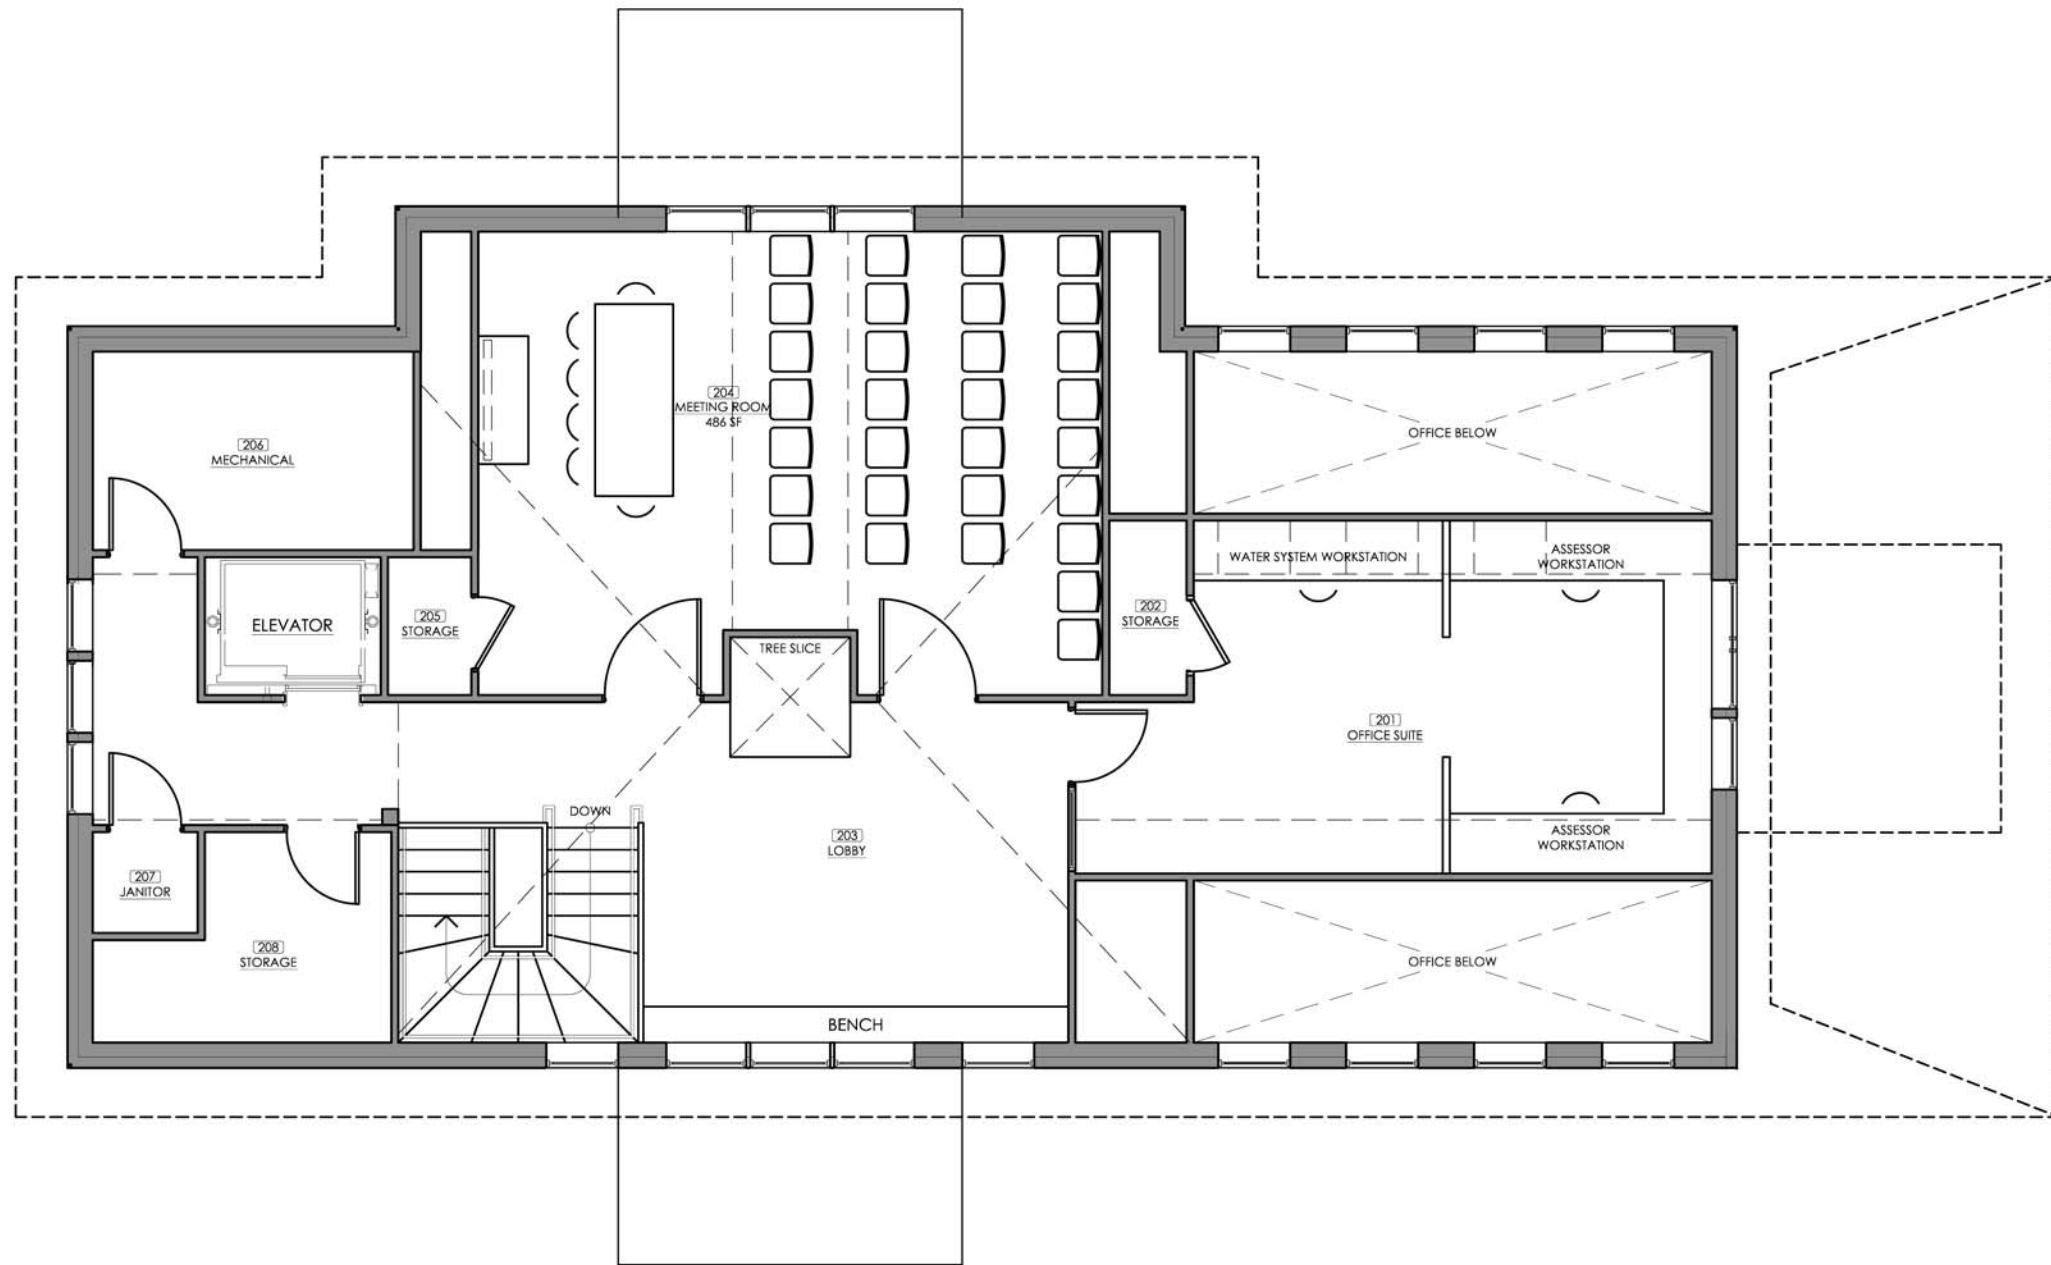 204
MEETING ROOM
486 SF
206
MECHANICAL
OFFICE BELOW
ELEVATOR
205
STORAGE
TREE SLICE
202
STORAGE
WATER SYSTEM WORKSTATION
ASSESSOR
WORKSTATION
201
OFFICE SUITE
DOWN
203
LOBBY
ASSESSOR
WORKSTATION
207
JANITOR
208
STORAGE
OFFICE BELOW
BENCH